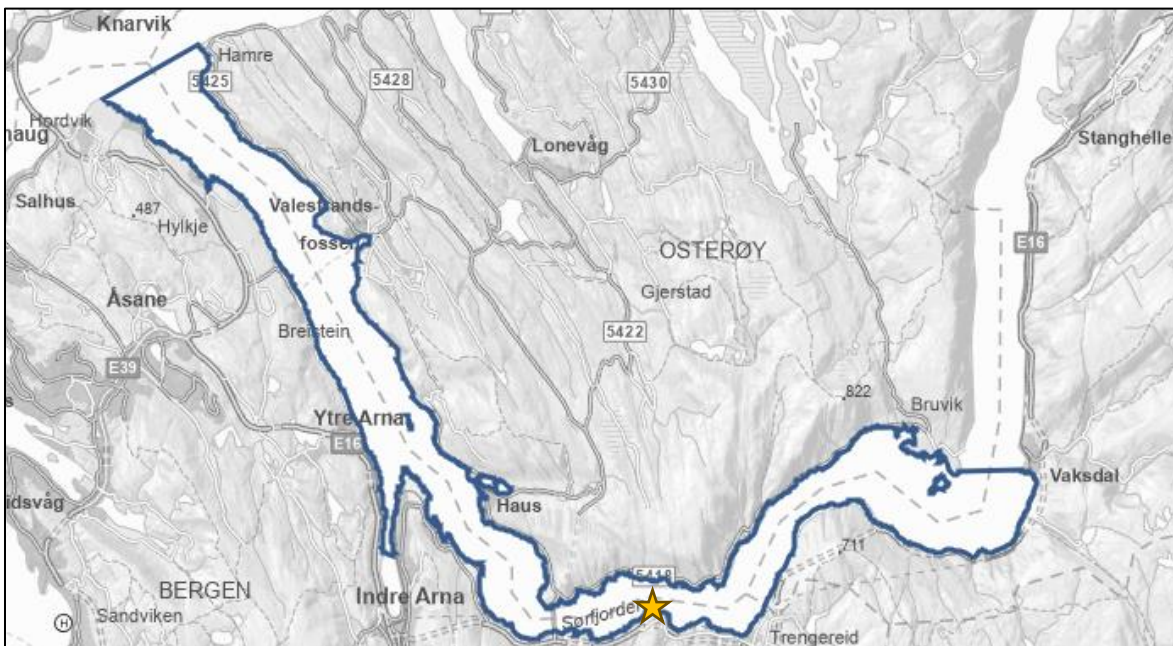 Knarvik
Hamre
5425
5428
5430
Hordvik
haug
Lonevåg
Stanghelle
Salhus
487
Hylkje
Valestrands-
fossen
OSTERØY
E16
Gjerstad
Åsane
Breistein
5422
E39
822
Bruvik
Ytre Arna
E16
Vaksdal
idsvåg
Haus
711
BERGEN
Indre Arna
5418
Sørfjorden
Sandviken
H
Trengereid